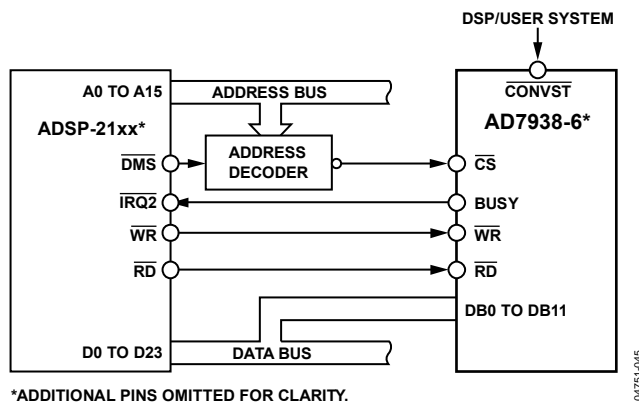 DSP/USER SYSTEM
A0 TO A15
ADDRESS BUS
CONVST
ADSP-21xx*
AD7938-6*
DMS
ADDRESS
DECODER
CS
IRQ2
BUSY
WR
WR
RD
RD
DB0 TO DB11
D0 TO D23
DATA BUS
*ADDITIONAL PINS OMITTED FOR CLARITY.
04751-045